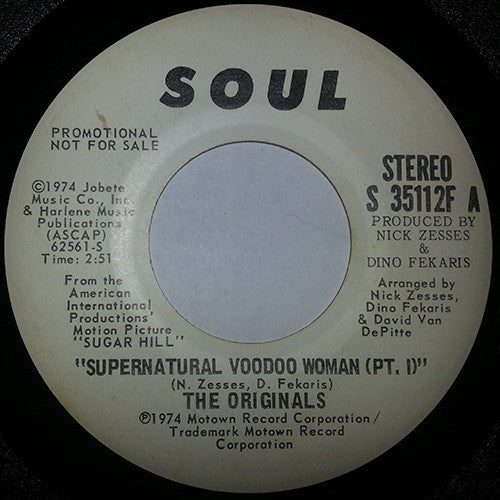 SOUL
PROMOTIONAL
NOT FOR SALE
©1974 Jobete
Music Co., Inc.
& Harlene Music
Publications
(ASCAP)
62561-S
Time: 2:51
From the
American
International
Productions'
Motion Picture
"SUGAR HILL"
STEREO
S 35112F A
PRODUCED BY
NICK ZESSES
&
DINO FEKARIS
Arranged by
Nick Zesses,
Dino Fekaris
& David Van
DePitte
"SUPERNATURAL VOODOO WOMAN (PT. I)"
(N. Zesses, D. Fekaris)
THE ORIGINALS
℗1974 Motown Record Corporation/
Trademark Motown Record
Corporation